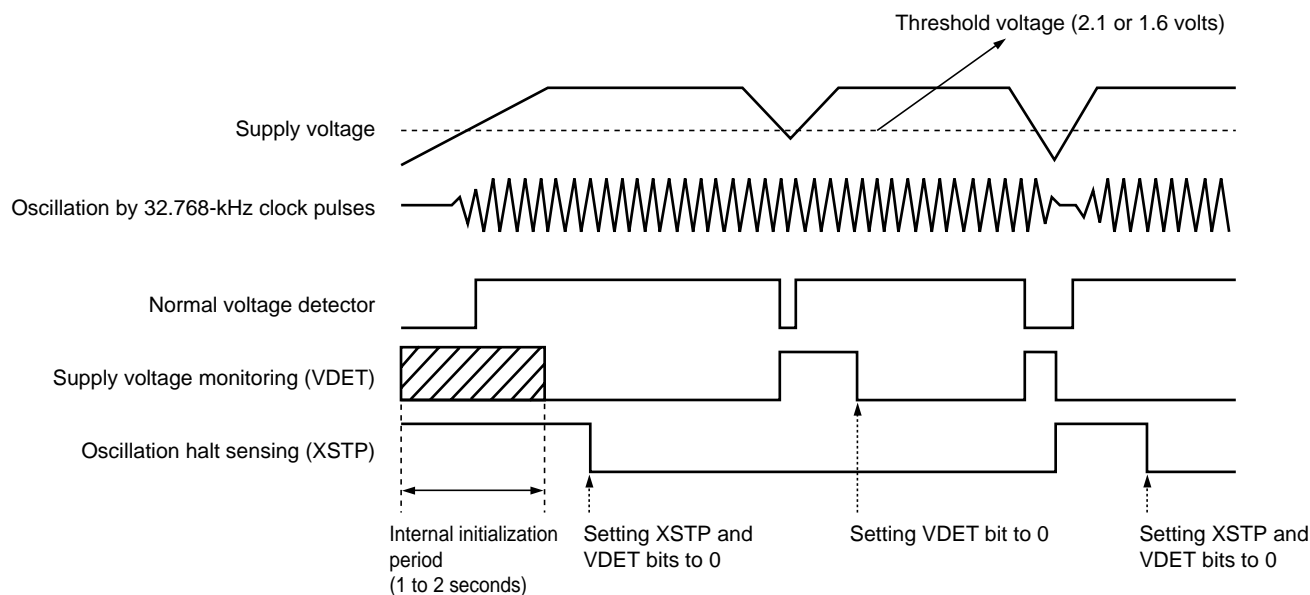 Threshold voltage (2.1 or 1.6 volts)
Supply voltage
Oscillation by 32.768-kHz clock pulses
Normal voltage detector
Supply voltage monitoring (VDET)
Oscillation halt sensing (XSTP)
Internal initialization
period
(1 to 2 seconds)
Setting XSTP and
VDET bits to 0
Setting VDET bit to 0
Setting XSTP and
VDET bits to 0